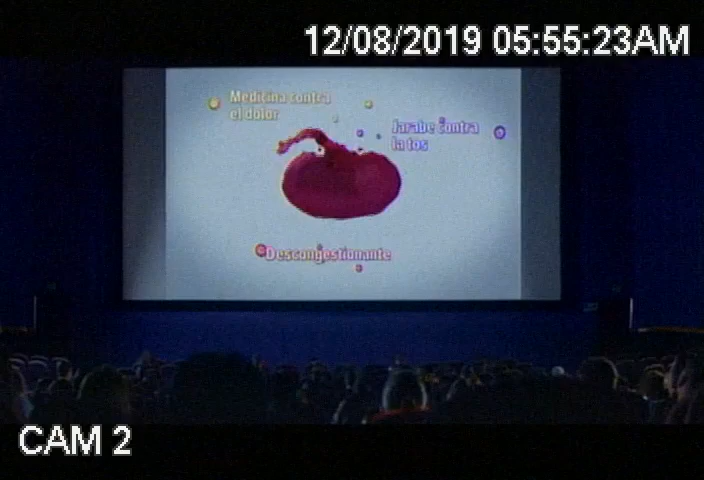 12/08/2019 05:55:23AM
Medicina contra
el dolor
Jarabe contra
la tos
Descongestionante
CAM 2